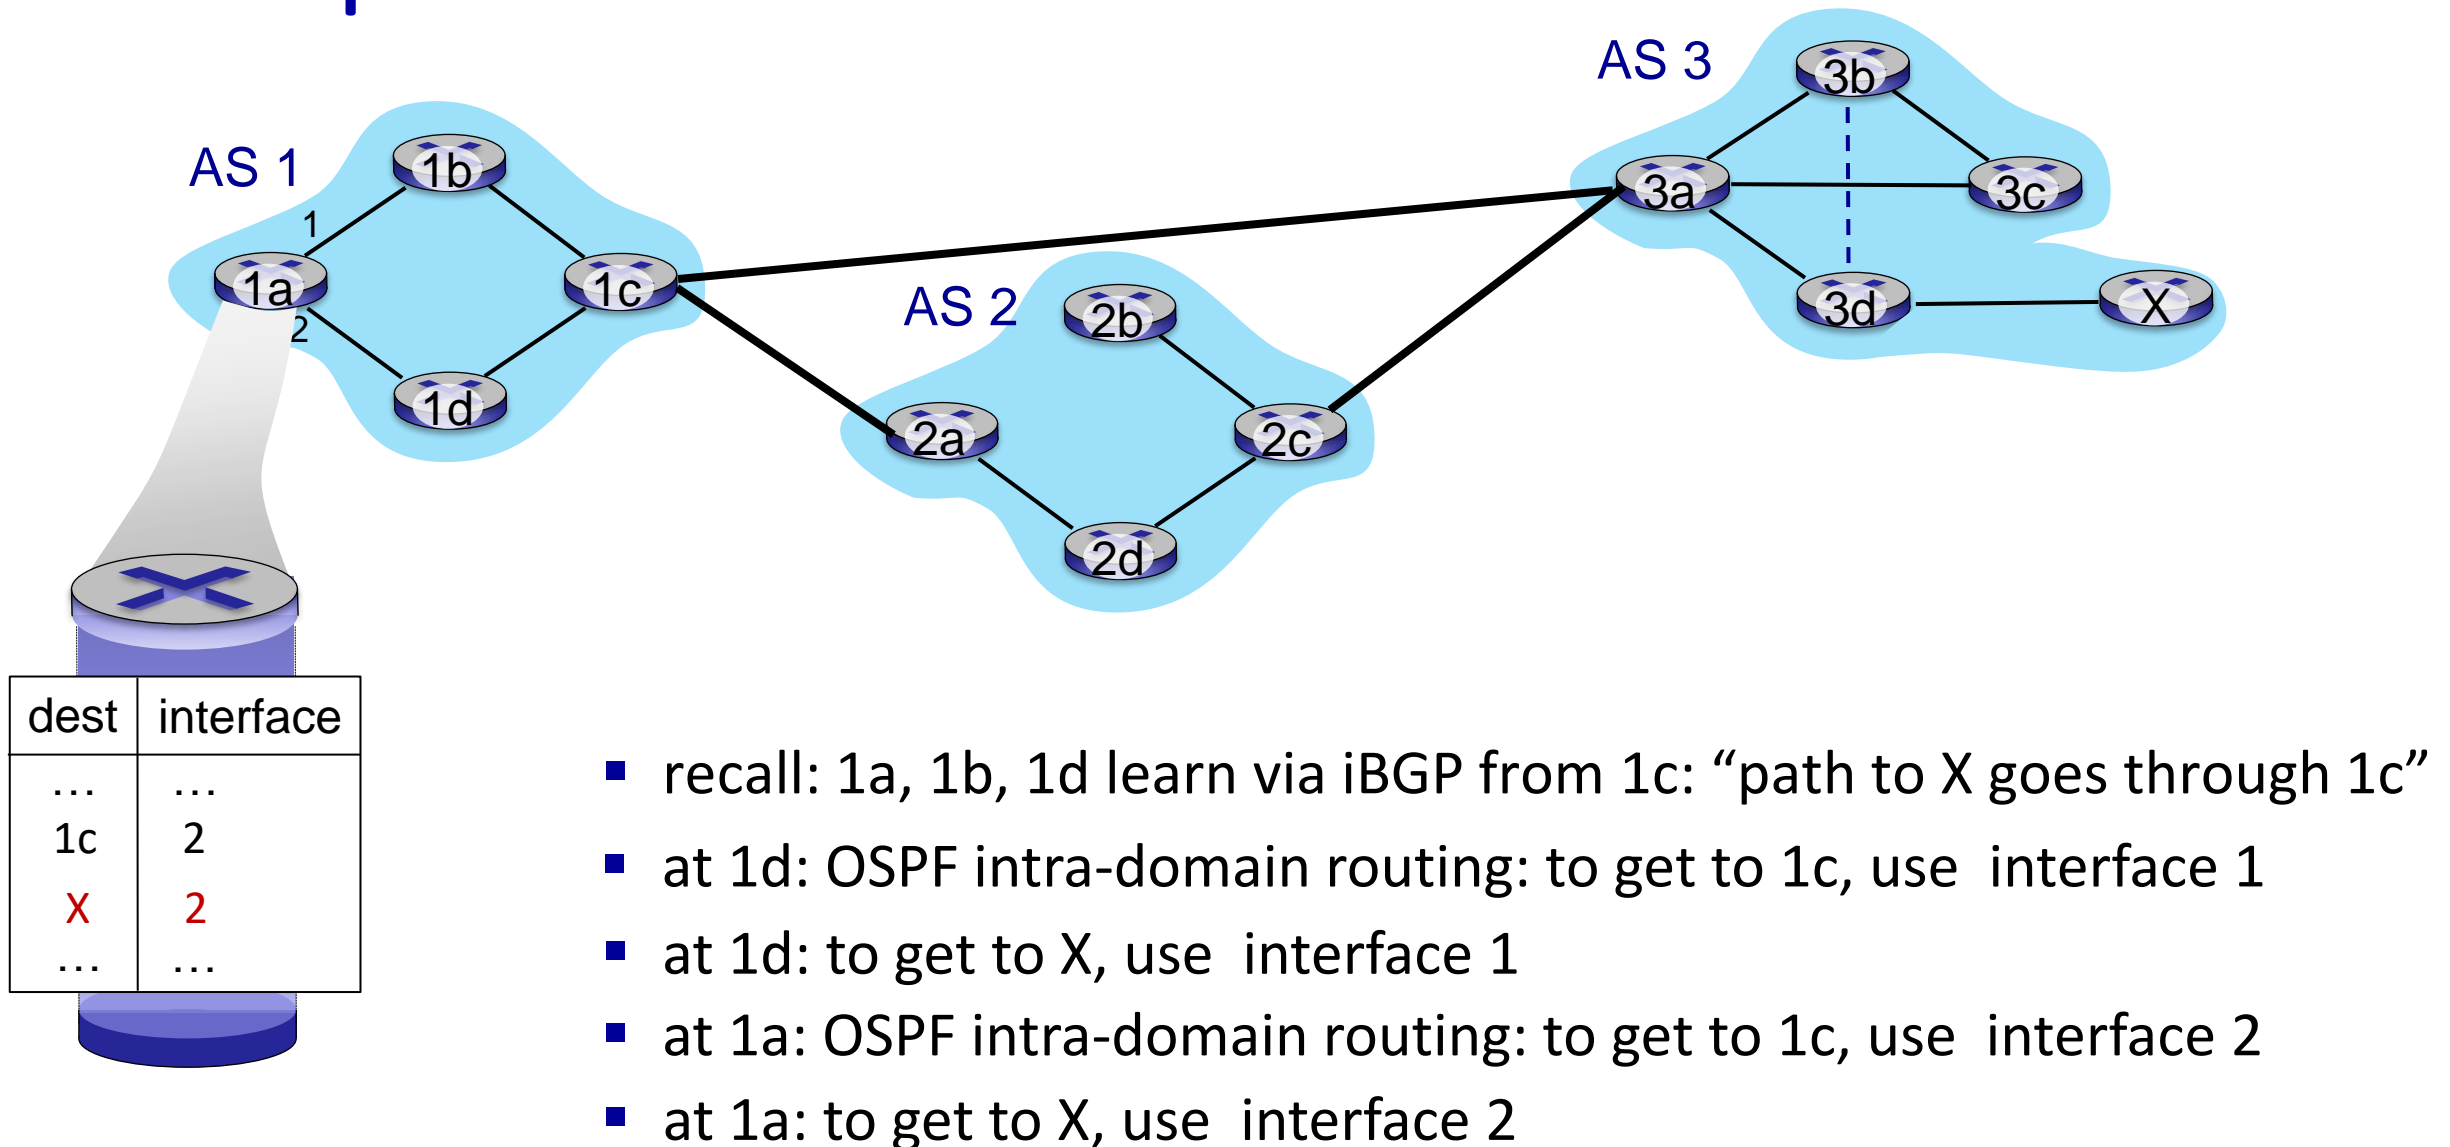 AS 3
3b
AS 1
1b
3a
3c
1
1a
1c
2
AS 2
2b
3d
X
1d
2a
2c
2d
dest interface
... ...
1c 2
X 2
... ...
▪ recall: 1a, 1b, 1d learn via iBGP from 1c: “path to X goes through 1c”
▪ at 1d: OSPF intra-domain routing: to get to 1c, use interface 1
▪ at 1d: to get to X, use interface 1
▪ at 1a: OSPF intra-domain routing: to get to 1c, use interface 2
▪ at 1a: to get to X, use interface 2